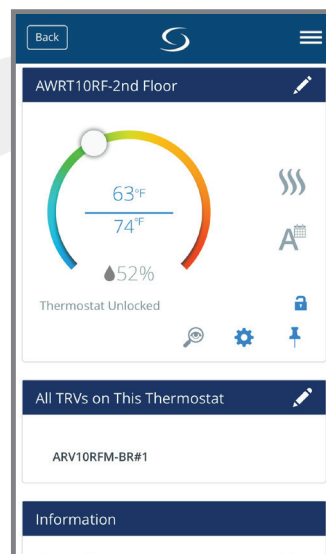 Back
AWRT10RF-2nd Floor
63°F
74°F
A
52%
Thermostat Unlocked
All TRVs on This Thermostat
ARV10RFM-BR#1
Information